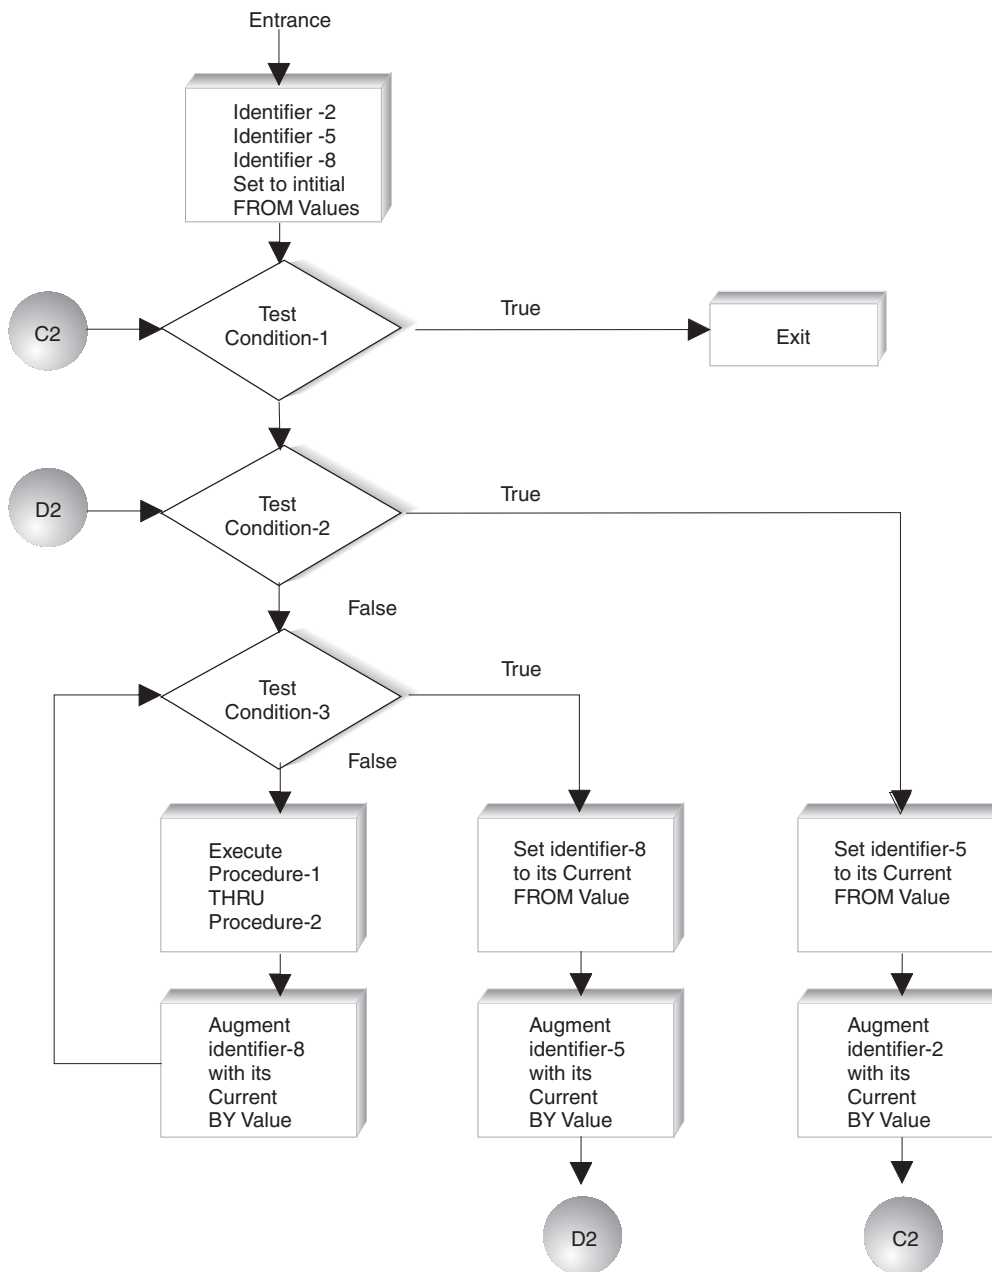 Entrance
Identifier -2
Identifier -5
Identifier -8
Set to intitial
FROM Values
C2
Test
Condition-1
True
Exit
D2
Test
Condition-2
True
False
Test
Condition-3
True
False
Execute
Procedure-1
THRU
Procedure-2
Set identifier-8
to its Current
FROM Value
Set identifier-5
to its Current
FROM Value
Augment
identifier-8
with its
Current
BY Value
Augment
identifier-5
with its
Current
BY Value
Augment
identifier-2
with its
Current
BY Value
D2
C2